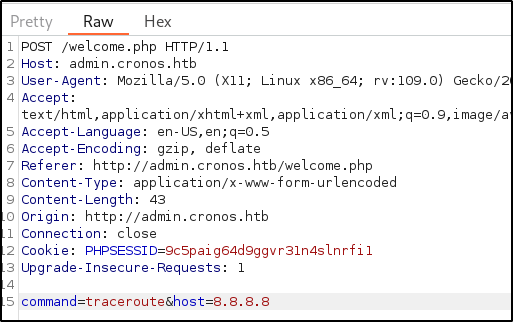 Pretty Raw Hex
1 POST /welcome.php HTTP/1.1
2 Host: admin.cronos.htb
3 User-Agent: Mozilla/5.0 (X11; Linux x86_64; rv:109.0) Gecko/20
4 Accept:
text/html,application/xhtml+xml,application/xml;q=0.9,image/av
5 Accept-Language: en-US,en;q=0.5
6 Accept-Encoding: gzip, deflate
7 Referer: http://admin.cronos.htb/welcome.php
8 Content-Type: application/x-www-form-urlencoded
9 Content-Length: 43
10 Origin: http://admin.cronos.htb
11 Connection: close
12 Cookie: PHPSESSID=9c5paig64d9ggvr31n4slnrfi1
13 Upgrade-Insecure-Requests: 1
14
15 command=traceroute&host=8.8.8.8